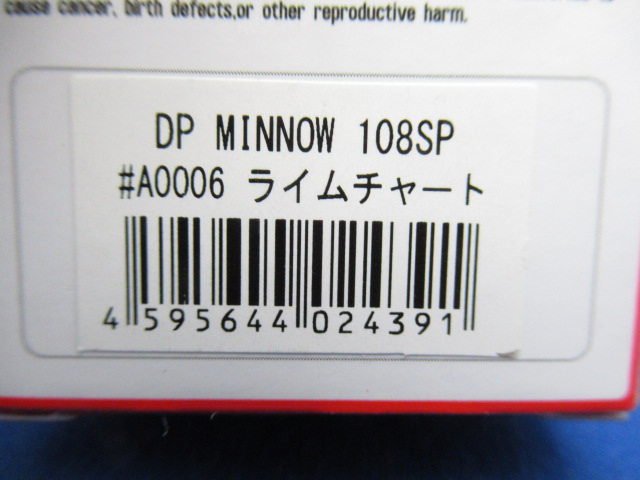 cause cancer, birth defects,or other reproductive harm.
DP MINNOW 108SP
#A0006 ライムチャート
4 595644 024391